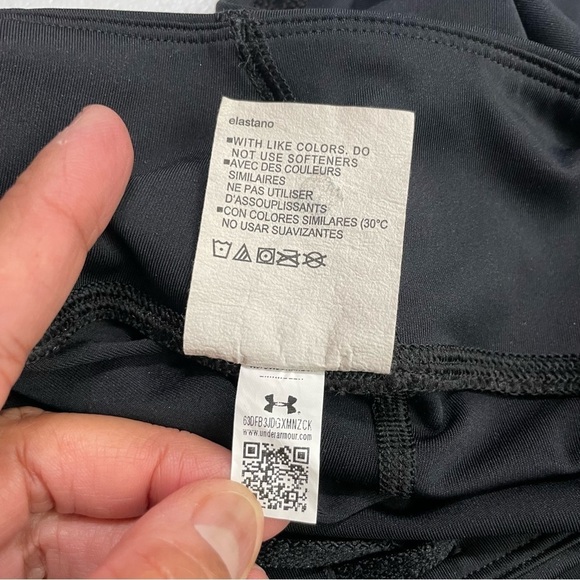 elastano
▪WITH LIKE COLORS, DO
NOT USE SOFTENERS
▪AVEC DES COULEURS
SIMILAIRES
NE PAS UTILISER
D'ASSOUPLISSANTS
▪CON COLORES SIMILARES (30°C
NO USAR SUAVIZANTES
63DFB3JDGXMNZCK
www.underarmour.com